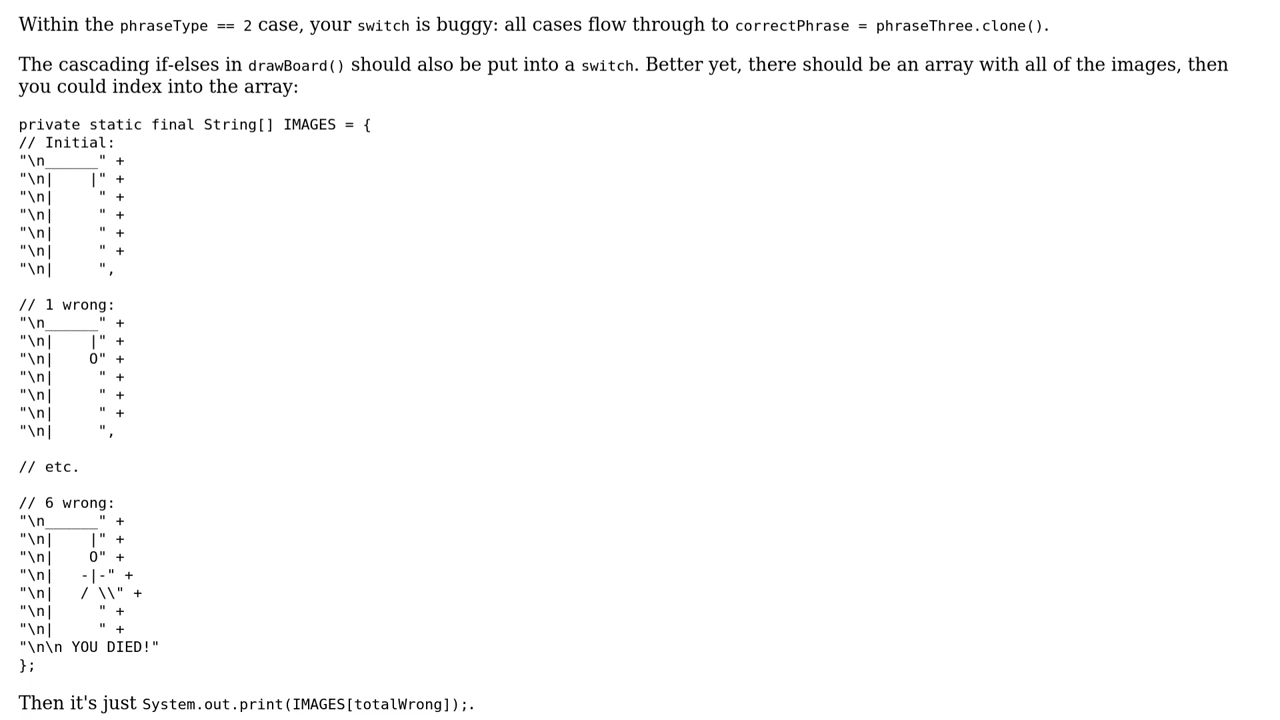 Within the phraseType == 2 case, your switch is buggy: all cases flow through to correctPhrase = phraseThree.clone().
The cascading if-elses in drawBoard() should also be put into a switch. Better yet, there should be an array with all of the images, then
you could index into the array:
private static final String[] IMAGES = {
// Initial:
"\n______" +
"\n|    |" +
"\n|     " +
"\n|     " +
"\n|     " +
"\n|     " +
"\n|     ",
// 1 wrong:
"\n______" +
"\n|    |" +
"\n|    O" +
"\n|     " +
"\n|     " +
"\n|     " +
"\n|     ",
// etc.
// 6 wrong:
"\n______" +
"\n|    |" +
"\n|    O" +
"\n|   -|-" +
"\n|   / \\" +
"\n|     " +
"\n|     " +
"\n\n YOU DIED!"
};
Then it's just System.out.print(IMAGES[totalWrong]);.